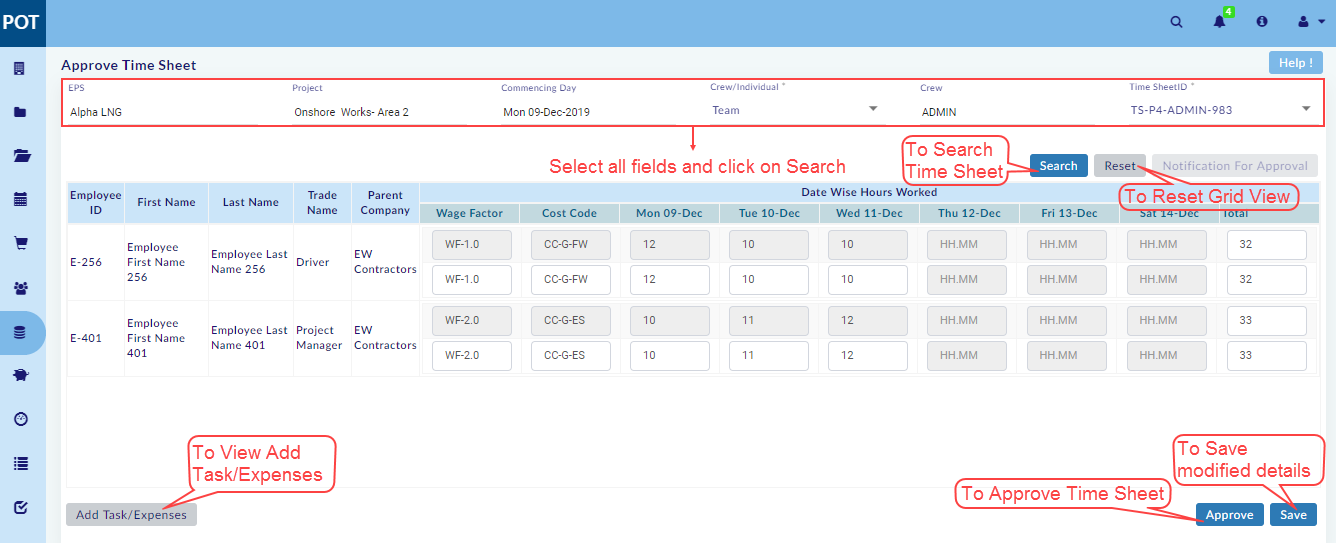 POT
4
Approve Time Sheet
Help !
EPS
Project
Commencing Day
Crew/Individual *
Crew
Time SheetID *
Alpha LNG
Onshore Works- Area 2
Mon 09-Dec-2019
Team
ADMIN
TS-P4-ADMIN-983
Select all fields and click on Search
To Search
Time Sheet
Search
Reset
Notification For Approval
To Reset Grid View
Employee
ID
First Name
Last Name
Trade
Name
Parent
Company
Date Wise Hours Worked
Wage Factor
Cost Code
Mon 09-Dec
Tue 10-Dec
Wed 11-Dec
Thu 12-Dec
Fri 13-Dec
Sat 14-Dec
Total
E-256
Employee
First Name
256
Employee Last
Name 256
Driver
EW
Contractors
WF-1.0 CC-G-FW 12 10 10 HH.MM HH.MM HH.MM 32
WF-1.0 CC-G-FW 12 10 10 HH.MM HH.MM HH.MM 32
E-401
Employee
First Name
401
Employee Last
Name 401
Project
Manager
EW
Contractors
WF-2.0 CC-G-ES 10 11 12 HH.MM HH.MM HH.MM 33
WF-2.0 CC-G-ES 10 11 12 HH.MM HH.MM HH.MM 33
To View Add
Task/Expenses
To Save
modified details
To Approve Time Sheet
Add Task/Expenses
Approve
Save